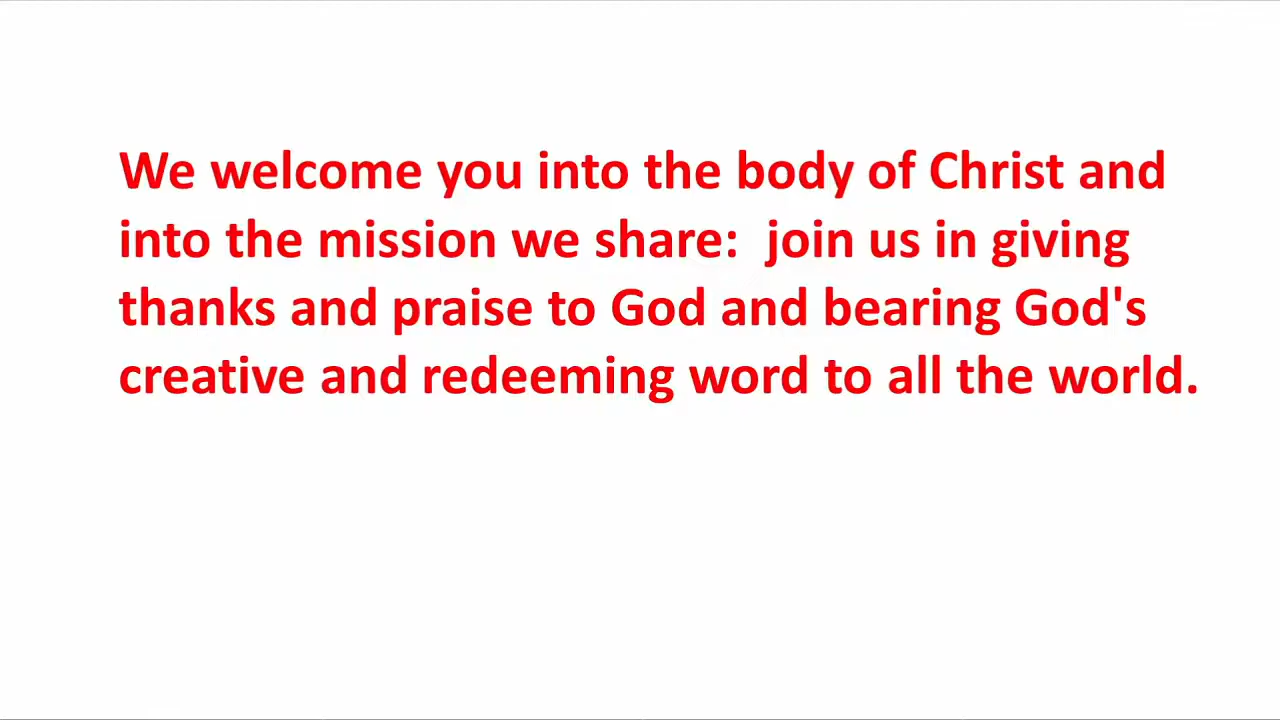 We welcome you into the body of Christ and
into the mission we share:  join us in giving
thanks and praise to God and bearing God's
creative and redeeming word to all the world.